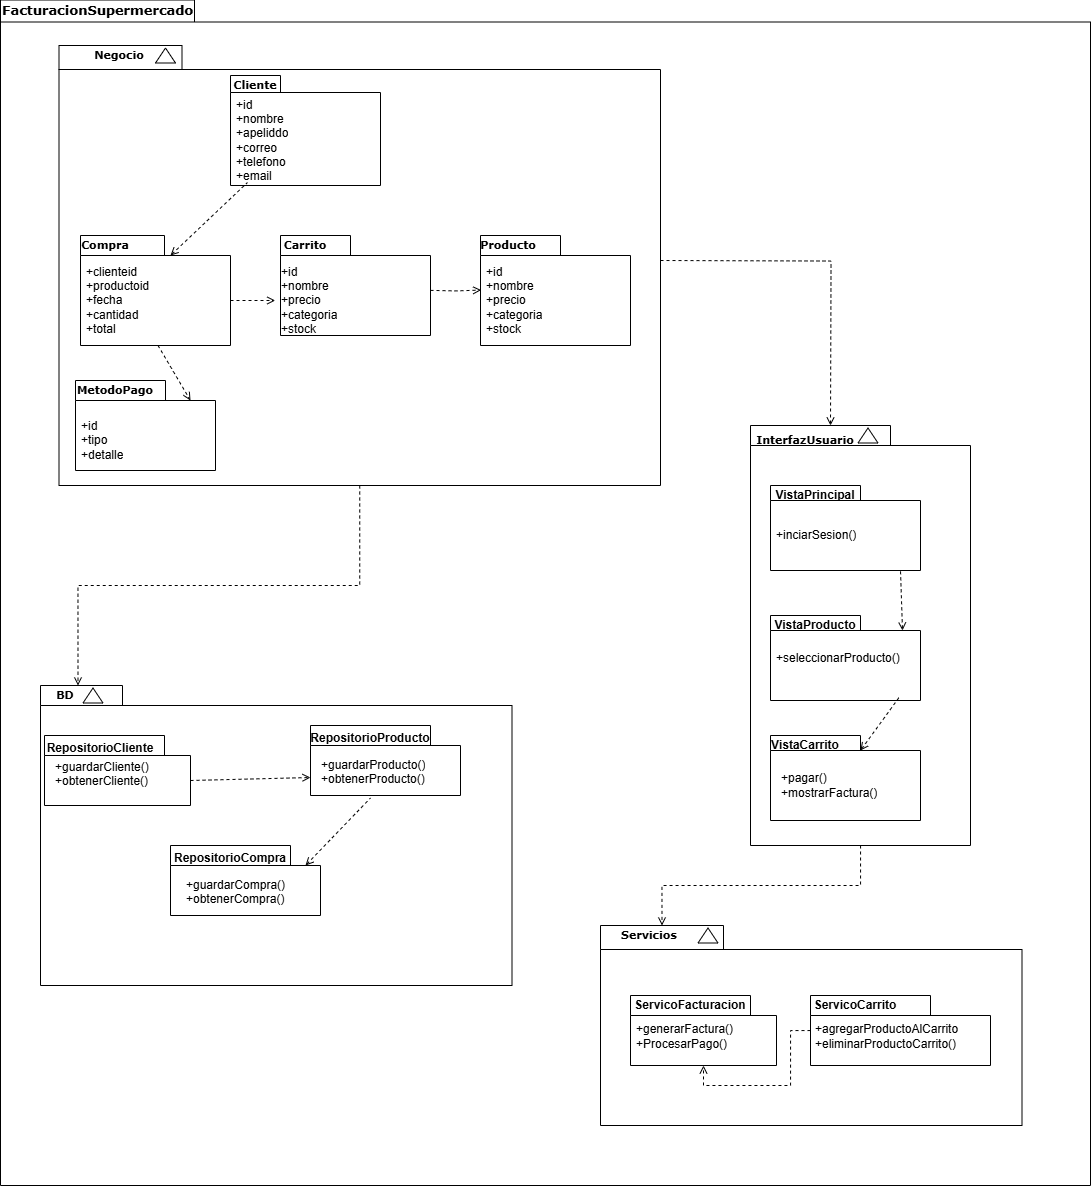 FacturacionSupermercado
Negocio
Cliente
+id
+nombre
+apeliddo
+correo
+telefono
+email
Compra
+clienteid
+productoid
+fecha
+cantidad
+total
Carrito
+id
+nombre
+precio
+categoria
+stock
Producto
+id
+nombre
+precio
+categoria
+stock
MetodoPago
+id
+tipo
+detalle
InterfazUsuario
VistaPrincipal
+inciarSesion()
VistaProducto
+seleccionarProducto()
VistaCarrito
+pagar()
+mostrarFactura()
BD
RepositorioCliente
+guardarCliente()
+obtenerCliente()
RepositorioProducto
+guardarProducto()
+obtenerProducto()
RepositorioCompra
+guardarCompra()
+obtenerCompra()
Servicios
ServicoFacturacion
+generarFactura()
+ProcesarPago()
ServicoCarrito
+agregarProductoAlCarrito
+eliminarProductoCarrito()